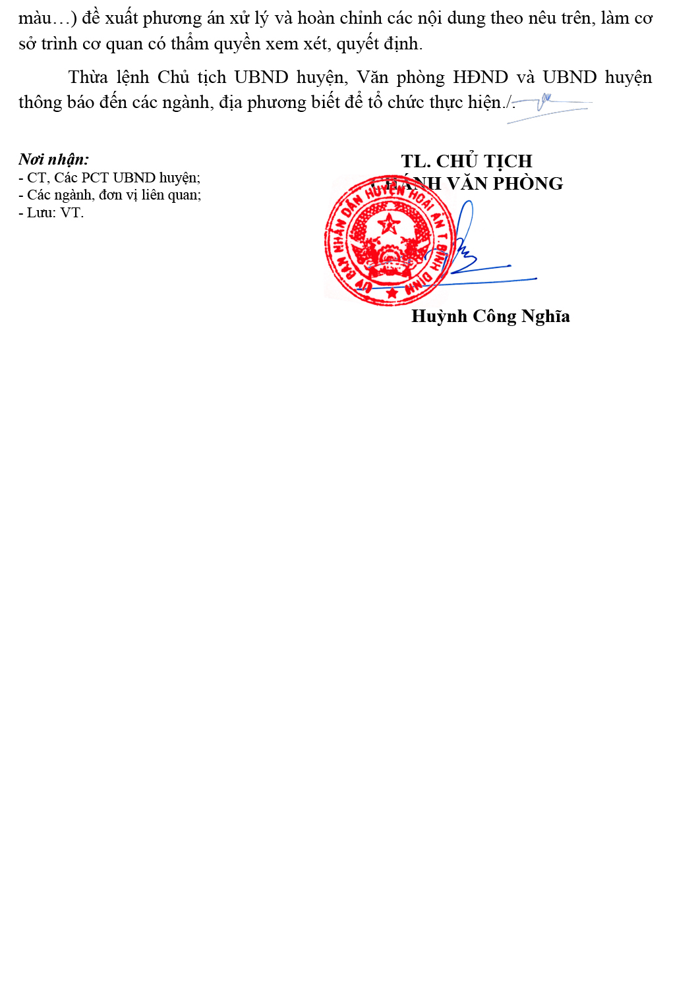 màu…) đề xuất phương án xử lý và hoàn chỉnh các nội dung theo nêu trên, làm cơ
sở trình cơ quan có thẩm quyền xem xét, quyết định.
Thừa lệnh Chủ tịch UBND huyện, Văn phòng HĐND và UBND huyện
thông báo đến các ngành, địa phương biết để tổ chức thực hiện./.
Nơi nhận:
- CT, Các PCT UBND huyện;
- Các ngành, đơn vị liên quan;
- Lưu: VT.
TL. CHỦ TỊCH
CHÁNH VĂN PHÒNG
ỦY BAN NHÂN DÂN HUYỆN HOÀI ÂN T.BÌNH ĐỊNH
Huỳnh Công Nghĩa